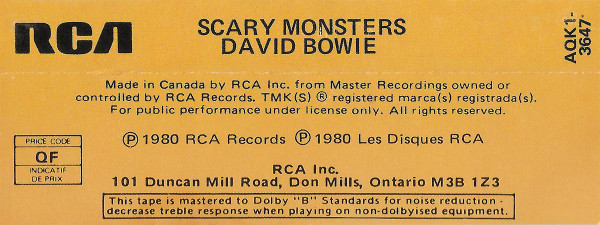 RCA
SCARY MONSTERS
DAVID BOWIE
AQK1-
3647·
Made in Canada by RCA Inc. from Master Recordings owned or
controlled by RCA Records. TMK(S) ® registered marca(s) registrada(s).
For public performance under license only. All rights reserved.
℗ 1980 RCA Records ℗ 1980 Les Disques RCA
PRICE CODE
QF
INDICATIF
DE PRIX
RCA Inc.
101 Duncan Mill Road, Don Mills, Ontario M3B 1Z3
This tape is mastered to Dolby "B" Standards for noise reduction -
decrease treble response when playing on non-dolbyised equipment.